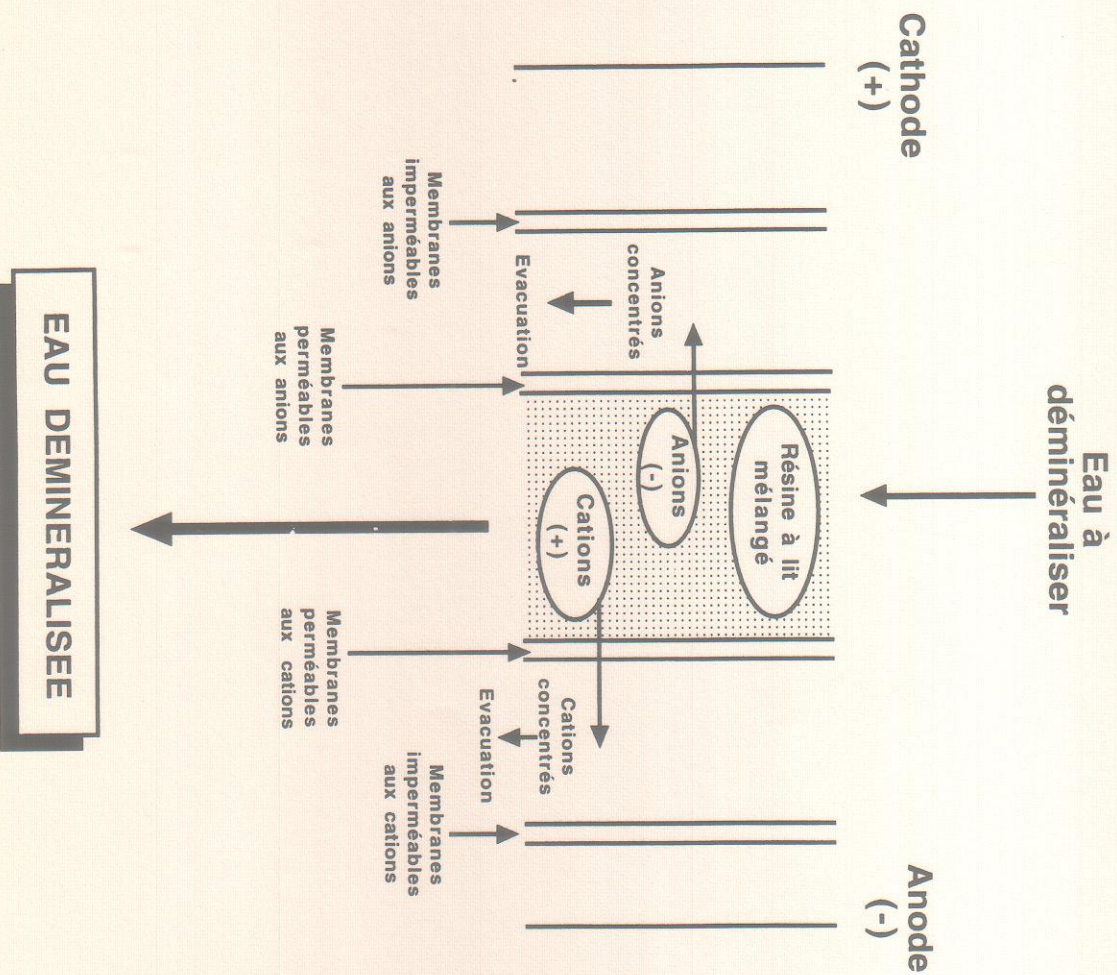 Eau à
déminéraliser
Cathode
(+)
Anode
(-)
Résine à lit
mélangé
Anions
(-)
Anions
concentrés
Evacuation
Cations
(+)
Cations
concentrés
Evacuation
Membranes
imperméables
aux anions
Membranes
perméables
aux anions
Membranes
perméables
aux cations
Membranes
imperméables
aux cations
EAU DEMINERALISEE